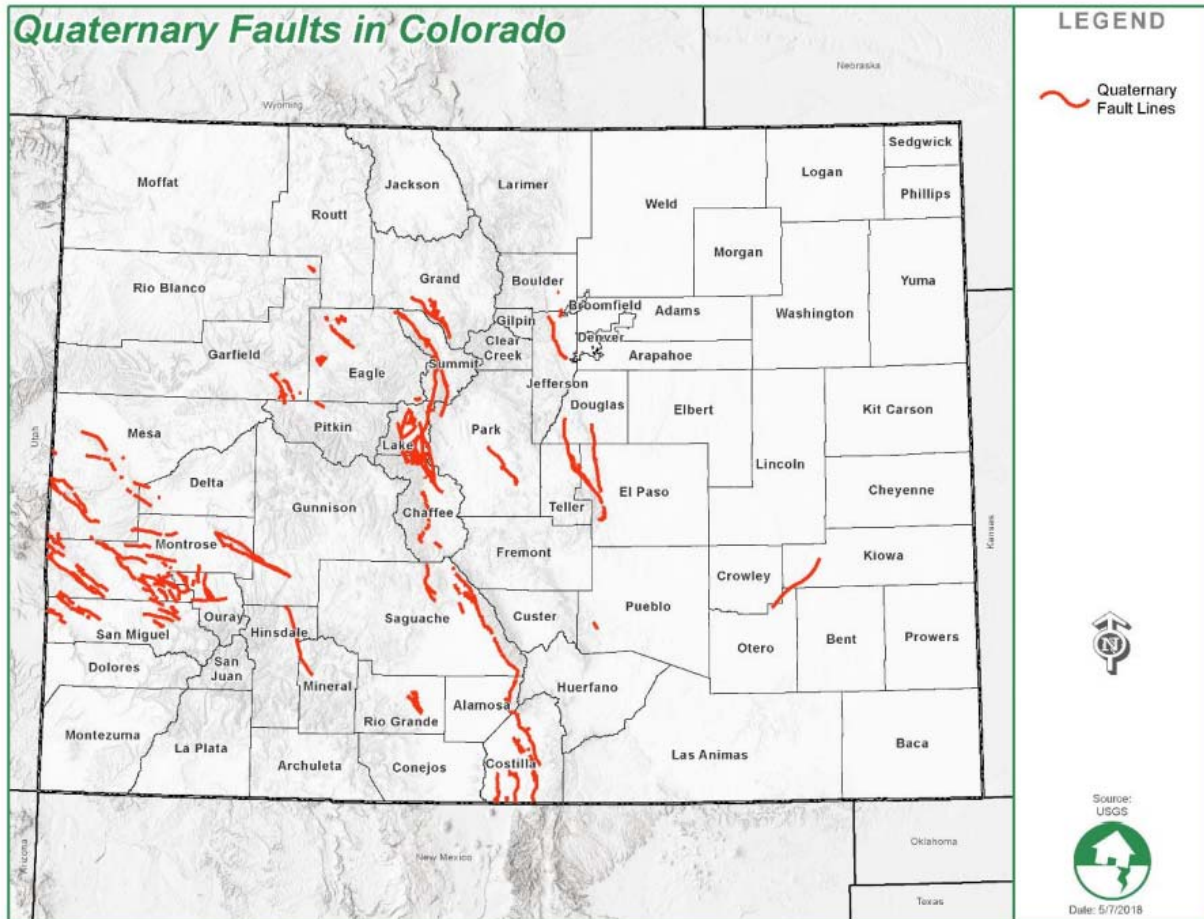 Quaternary Faults in Colorado
LEGEND
Quaternary
Fault Lines
Nebraska
Wyoming
Sedgwick
Logan
Phillips
Moffat
Jackson
Larimer
Weld
Routt
Morgan
Yuma
Rio Blanco
Grand
Boulder
Washington
Broomfield
Adams
Gilpin
Clear
Creek
Denver
Arapahoe
Garfield
Eagle
Summit
Jefferson
Douglas
Elbert
Kit Carson
Utah
Mesa
Pitkin
Lake
Park
Lincoln
Delta
Gunnison
Chaffee
Teller
El Paso
Cheyenne
Kansas
Montrose
Fremont
Crowley
Kiowa
Ouray
San Miguel
Hinsdale
Saguache
Custer
Pueblo
Otero
Bent
Prowers
N
Dolores
San
Juan
Mineral
Alamosa
Huerfano
Rio Grande
Montezuma
La Plata
Archuleta
Conejos
Costilla
Las Animas
Baca
Arizona
New Mexico
Oklahoma
Texas
Source:
USGS
Date: 5/7/2018